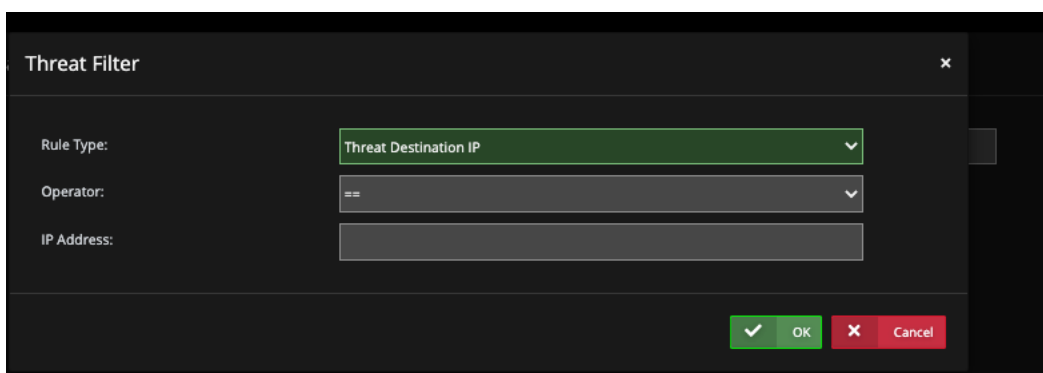 Threat Filter ×
Rule Type: Threat Destination IP
Operator: ==
IP Address:
OK Cancel